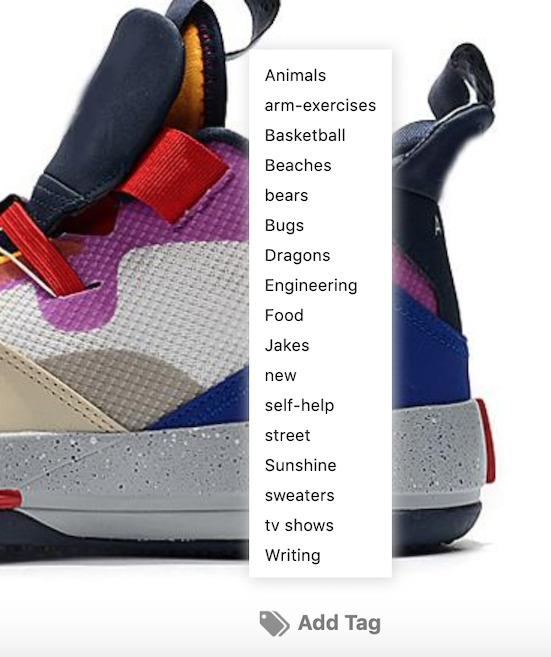 Animals
arm-exercises
Basketball
Beaches
bears
Bugs
Dragons
Engineering
Food
Jakes
new
self-help
street
Sunshine
sweaters
tv shows
Writing
Add Tag